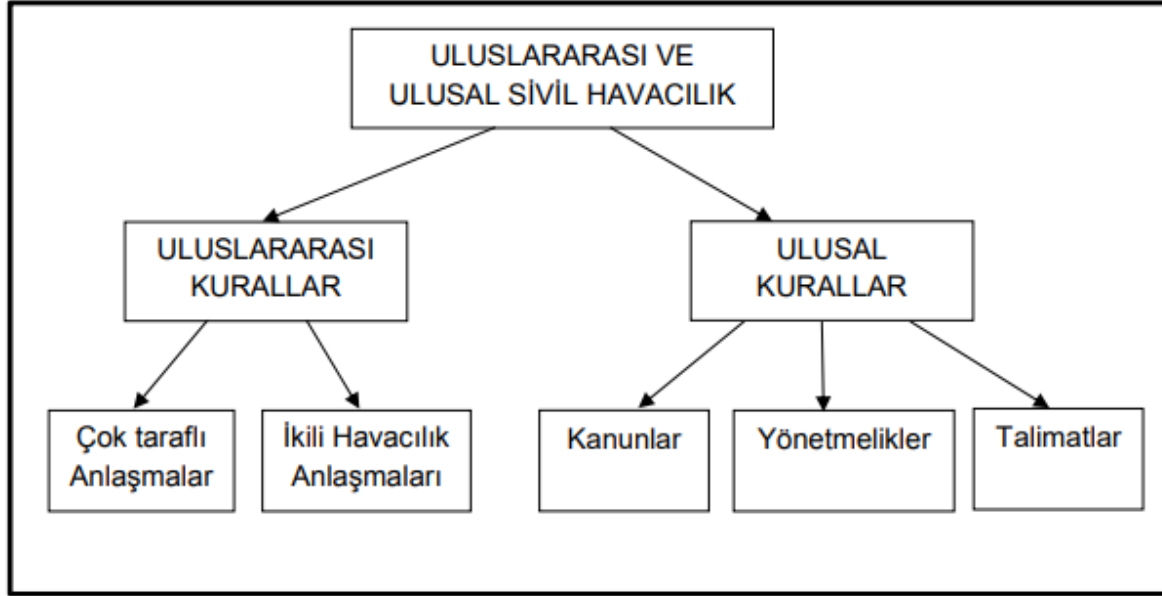 ULUSLARARASI VE
ULUSAL SİVİL HAVACILIK
ULUSLARARASI
KURALLAR
ULUSAL
KURALLAR
Çok taraflı
Anlaşmalar
İkili Havacılık
Anlaşmaları
Kanunlar
Yönetmelikler
Talimatlar